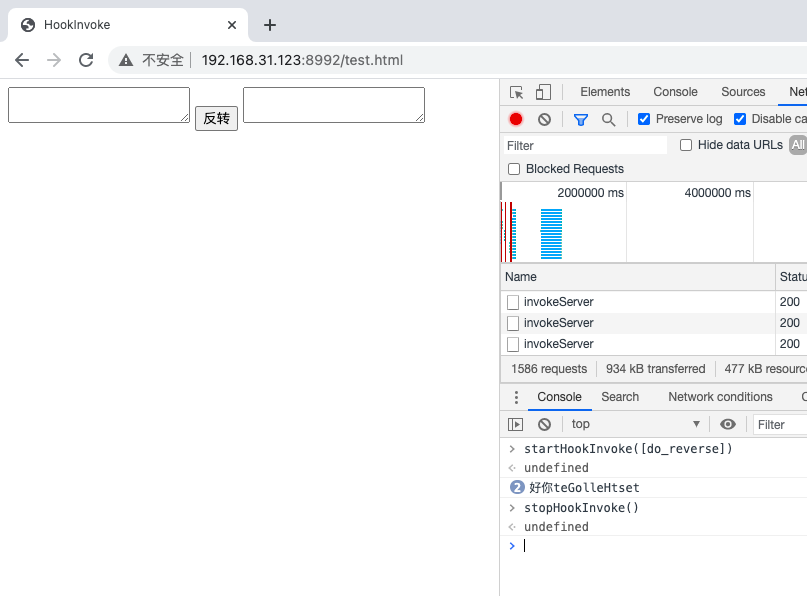 HookInvoke
不安全 192.168.31.123:8992/test.html
反转
Elements Console Sources Net
Preserve log Disable ca
Filter Hide data URLs All
Blocked Requests
2000000 ms 4000000 ms
Name Statu
invokeServer 200
invokeServer 200
invokeServer 200
1586 requests 934 kB transferred 477 kB resourc
Console Search Network conditions
top Filter
startHookInvoke([do_reverse])
undefined
2 好你teGolleHtset
stopHookInvoke()
undefined